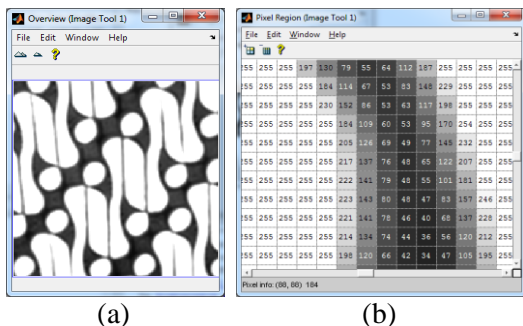 Overview (Image Tool 1)
File Edit Window Help
(a)
Pixel Region (Image Tool 1)
File Edit Window Help
255 255 255 197 130 79 55 64 112 187 255 255 255 255
255 255 255 255 184 114 67 53 83 148 229 255 255 255
255 255 255 255 230 152 86 53 63 117 198 255 255 255
255 255 255 255 255 184 109 60 53 95 170 254 255 255
255 255 255 255 255 205 126 69 49 77 145 232 255 255
255 255 255 255 255 217 137 76 48 65 122 207 255 255
255 255 255 255 255 222 141 79 48 55 101 181 255 255
255 255 255 255 255 223 143 80 48 47 83 157 246 255
255 255 255 255 255 221 141 78 46 40 68 137 228 255
255 255 255 255 255 214 134 74 44 36 56 120 212 255
255 255 255 255 255 198 120 66 42 34 47 105 195 255
Pixel info: (88, 88) 184
(b)